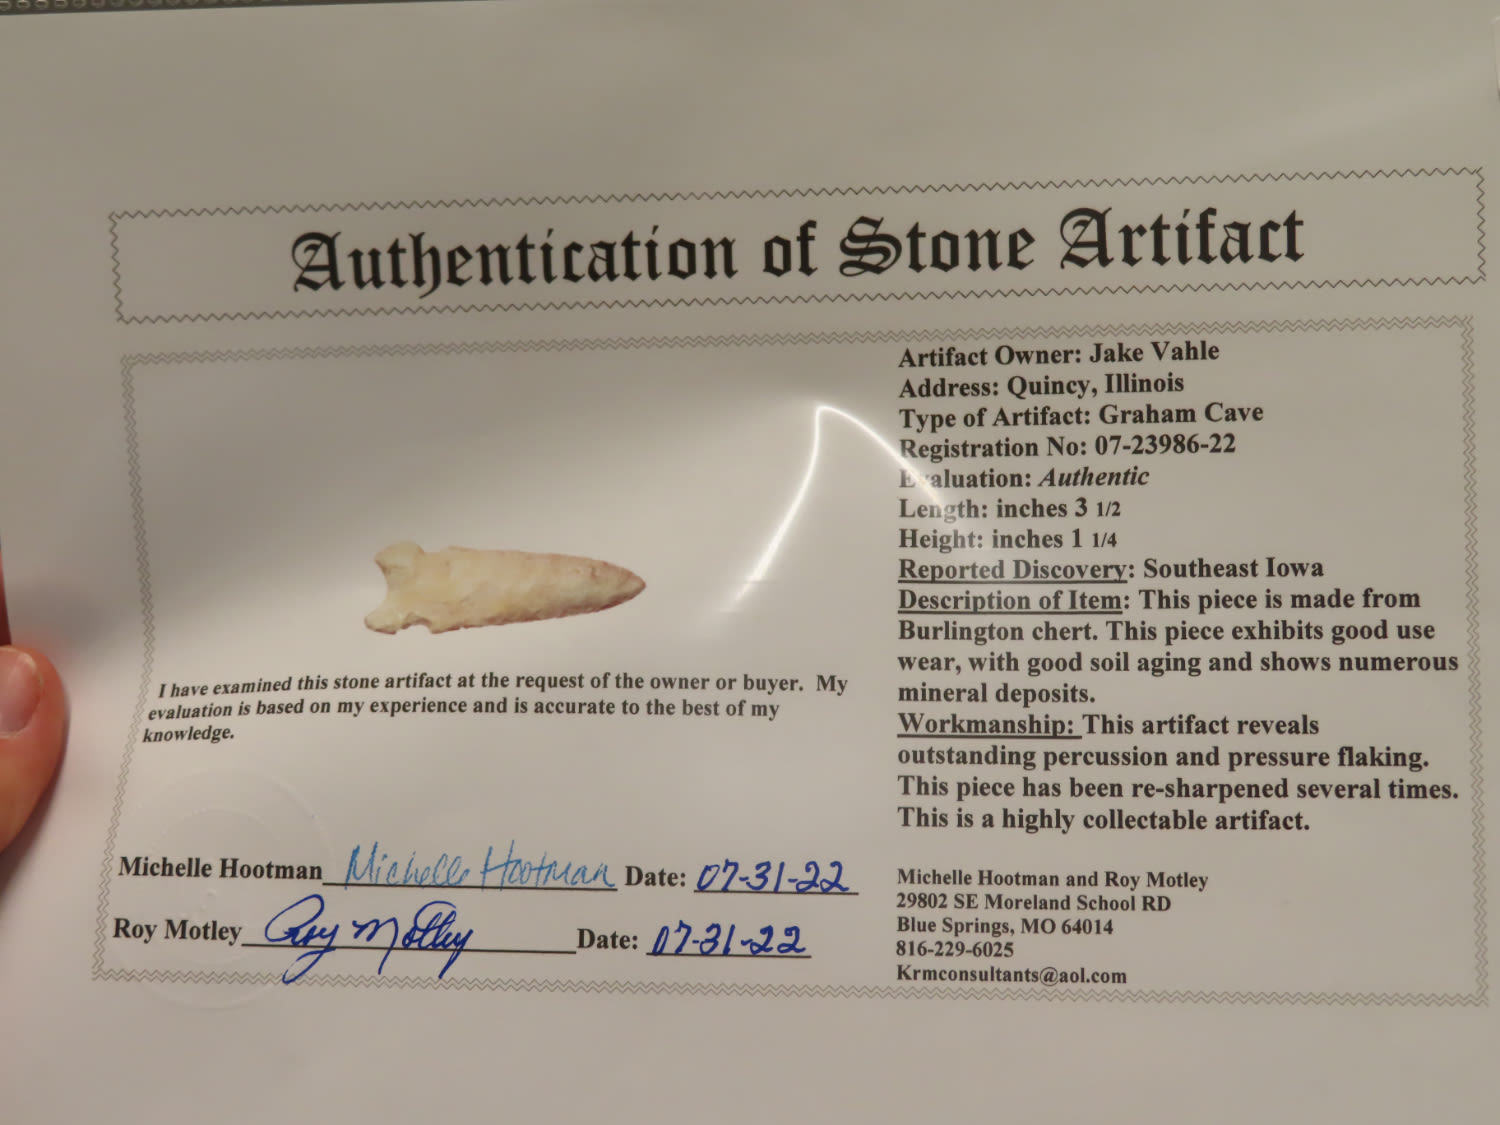 Authentication of Stone Artifact
Artifact Owner: Jake Vahle
Address: Quincy, Illinois
Type of Artifact: Graham Cave
Registration No: 07-23986-22
Evaluation: Authentic
Length: inches 3 1/2
Height: inches 1 1/4
Reported Discovery: Southeast Iowa
Description of Item: This piece is made from
Burlington chert. This piece exhibits good use
wear, with good soil aging and shows numerous
mineral deposits.
Workmanship: This artifact reveals
outstanding percussion and pressure flaking.
This piece has been re-sharpened several times.
This is a highly collectable artifact.
I have examined this stone artifact at the request of the owner or buyer. My
evaluation is based on my experience and is accurate to the best of my
knowledge.
Michelle Hootman Michelle Hootman Date: 07-31-22
Roy Motley Roy Motley Date: 07-31-22
Michelle Hootman and Roy Motley
29802 SE Moreland School RD
Blue Springs, MO 64014
816-229-6025
Krmconsultants@aol.com